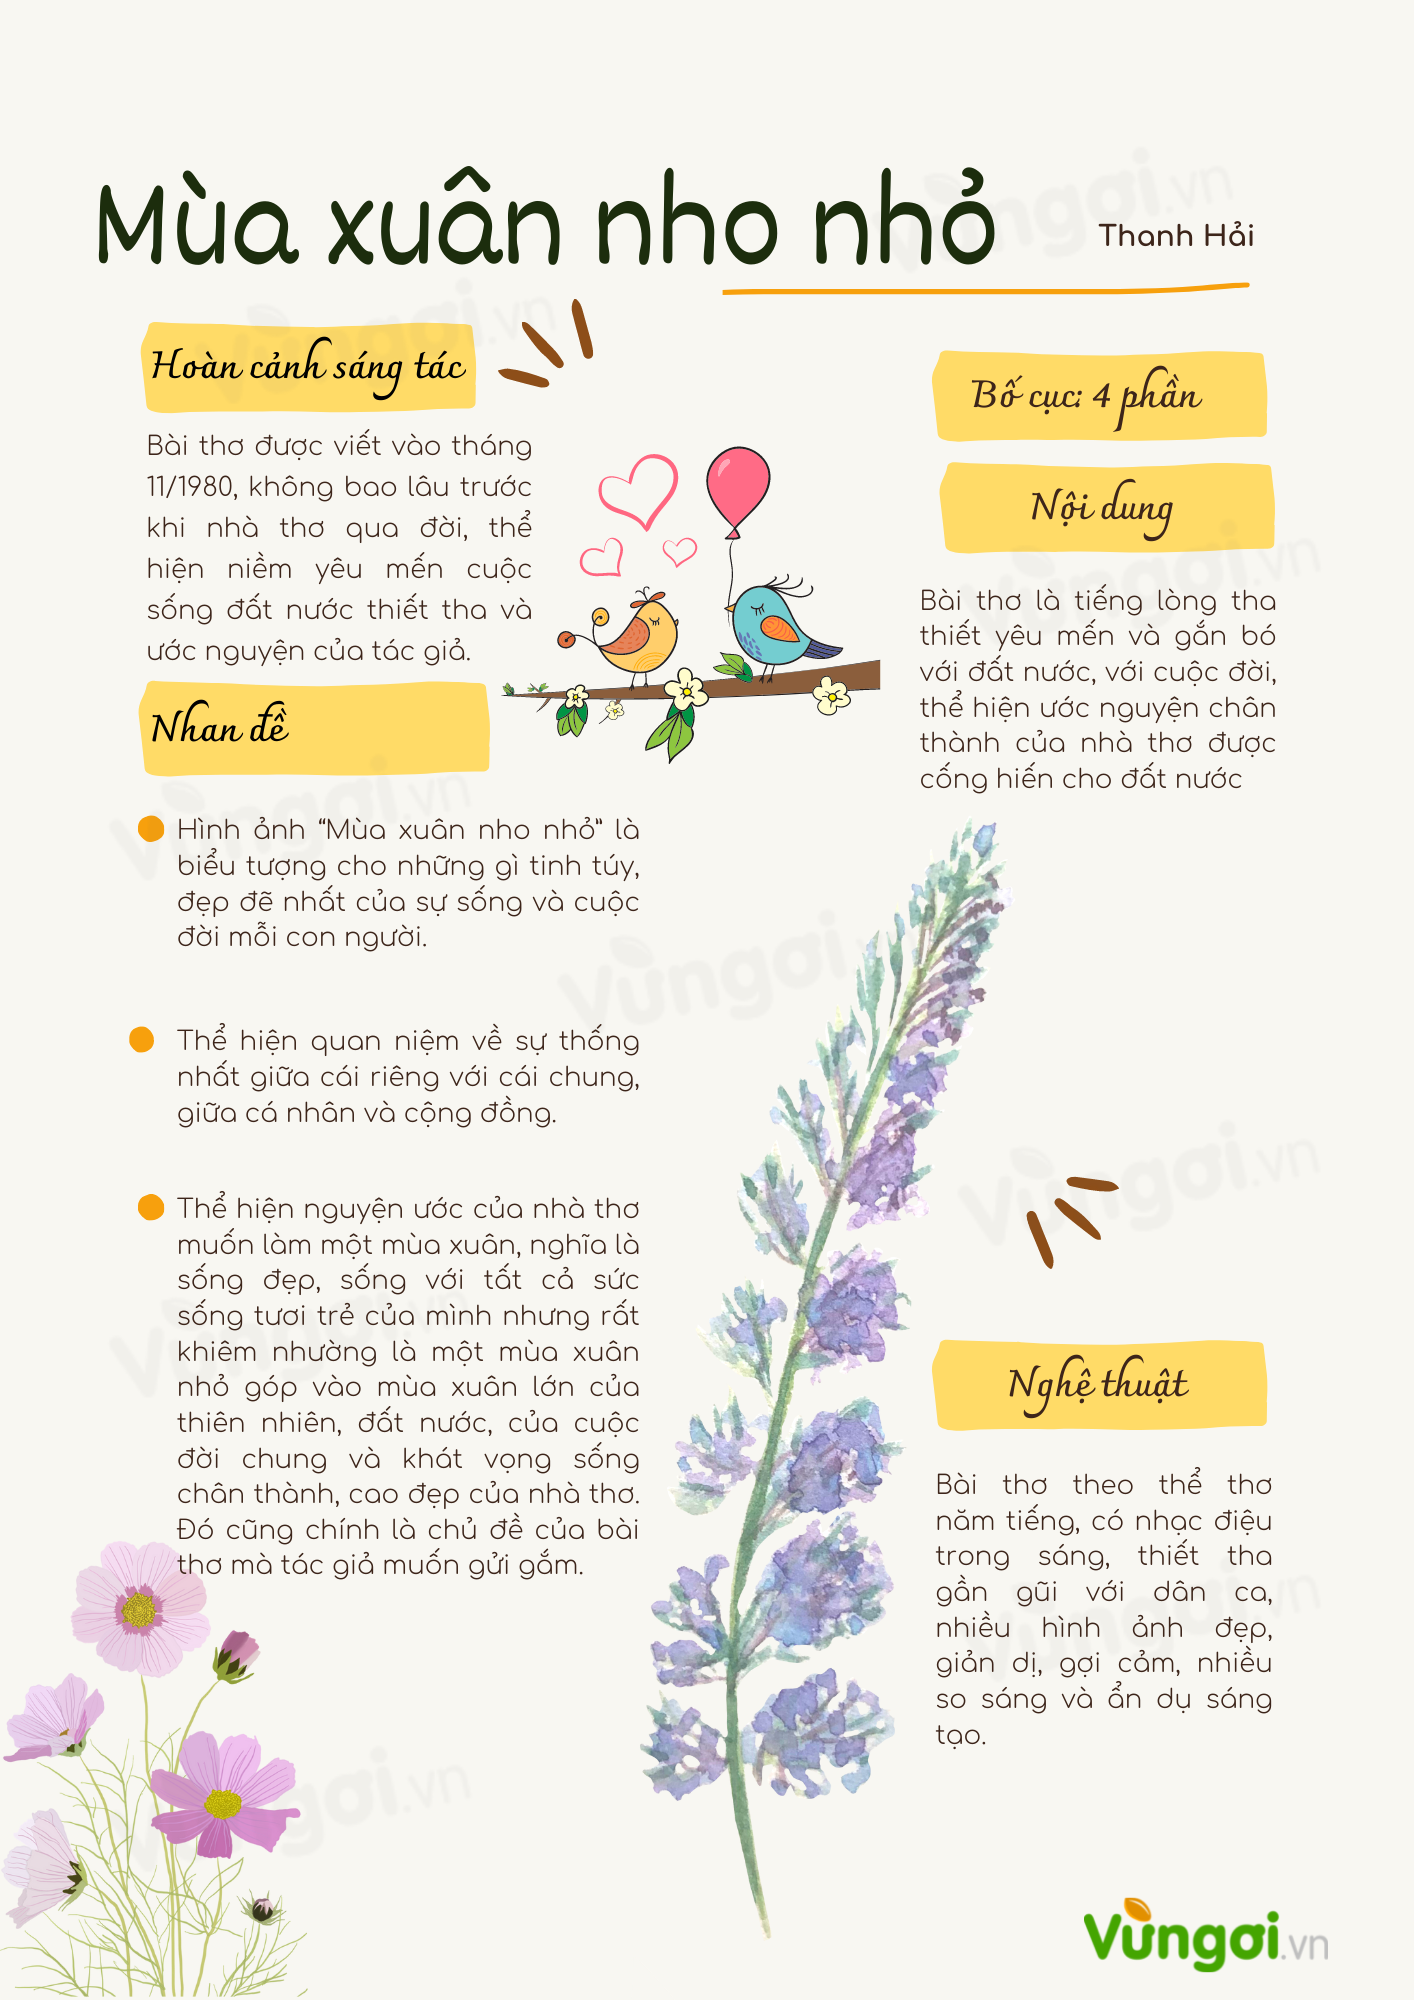 Mùa xuân nho nhỏ
Thanh Hải
Hoàn cảnh sáng tác
Bài thơ được viết vào tháng
11/1980, không bao lâu trước
khi nhà thơ qua đời, thể
hiện niềm yêu mến cuộc
sống đất nước thiết tha và
ước nguyện của tác giả.
Nhan đề
Hình ảnh “Mùa xuân nho nhỏ” là
biểu tượng cho những gì tinh túy,
đẹp đẽ nhất của sự sống và cuộc
đời mỗi con người.
Thể hiện quan niệm về sự thống
nhất giữa cái riêng với cái chung,
giữa cá nhân và cộng đồng.
Thể hiện nguyện ước của nhà thơ
muốn làm một mùa xuân, nghĩa là
sống đẹp, sống với tất cả sức
sống tươi trẻ của mình nhưng rất
khiêm nhường là một mùa xuân
nhỏ góp vào mùa xuân lớn của
thiên nhiên, đất nước, của cuộc
đời chung và khát vọng sống
chân thành, cao đẹp của nhà thơ.
Đó cũng chính là chủ đề của bài
thơ mà tác giả muốn gửi gắm.
Bố cục: 4 phần
Nội dung
Bài thơ là tiếng lòng tha
thiết yêu mến và gắn bó
với đất nước, với cuộc đời,
thể hiện ước nguyện chân
thành của nhà thơ được
cống hiến cho đất nước
Nghệ thuật
Bài thơ theo thể thơ
năm tiếng, có nhạc điệu
trong sáng, thiết tha
gần gũi với dân ca,
nhiều hình ảnh đẹp,
giản dị, gợi cảm, nhiều
so sáng và ẩn dụ sáng
tạo.
Vừngơi.vn